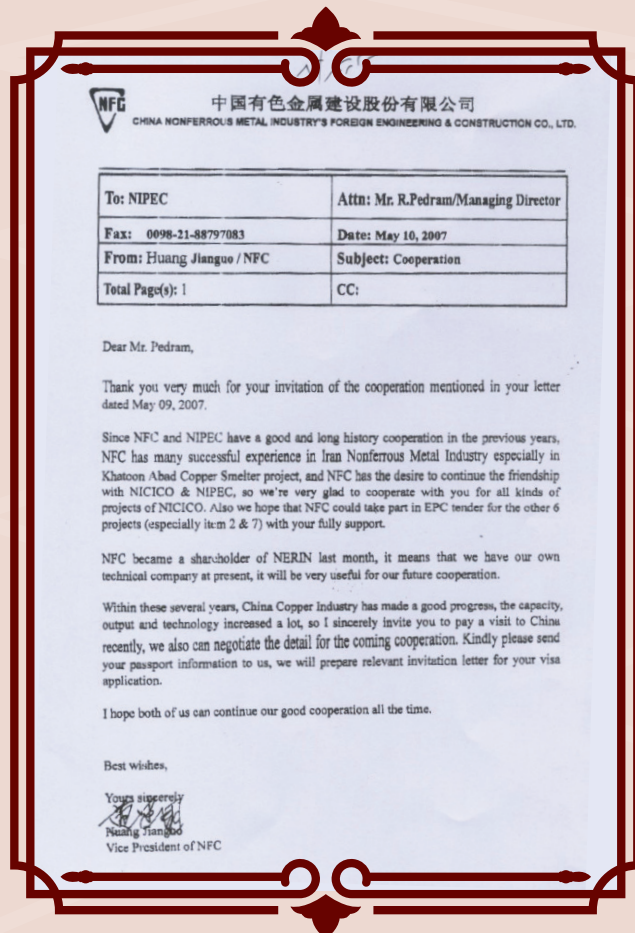 NFC
中国有色金属建设股份有限公司
CHINA NONFERROUS METAL INDUSTRY'S FOREIGN ENGINEERING & CONSTRUCTION CO., LTD.
To: NIPEC
Attn: Mr. R.Pedram/Managing Director
Fax: 0098-21-88797083
Date: May 10, 2007
From: Huang Jianguo / NFC
Subject: Cooperation
Total Page(s): 1
CC:
Dear Mr. Pedram,
Thank you very much for your invitation of the cooperation mentioned in your letter
dated May 09, 2007.
Since NFC and NIPEC have a good and long history cooperation in the previous years,
NFC has many successful experience in Iran Nonferrous Metal Industry especially in
Khatoon Abad Copper Smelter project, and NFC has the desire to continue the friendship
with NICICO & NIPEC, so we're very glad to cooperate with you for all kinds of
projects of NICICO. Also we hope that NFC could take part in EPC tender for the other 6
projects (especially item 2 & 7) with your fully support.
NFC became a shareholder of NERIN last month, it means that we have our own
technical company at present, it will be very useful for our future cooperation.
Within these several years, China Copper Industry has made a good progress, the capacity,
output and technology increased a lot, so I sincerely invite you to pay a visit to China
recently, we also can negotiate the detail for the coming cooperation. Kindly please send
your passport information to us, we will prepare relevant invitation letter for your visa
application.
I hope both of us can continue our good cooperation all the time.
Best wishes,
Yours sincerely
Huang Jianguo
Vice President of NFC